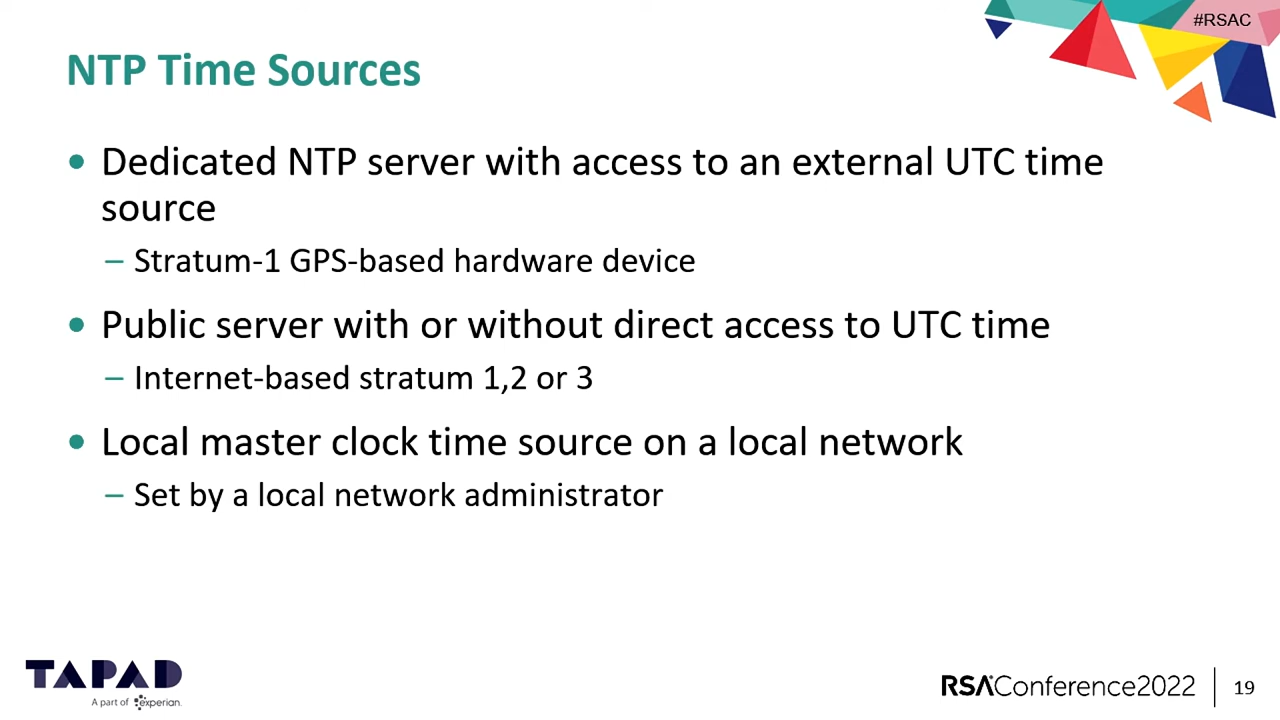 #RSAC
NTP Time Sources
• Dedicated NTP server with access to an external UTC time
source
– Stratum-1 GPS-based hardware device
• Public server with or without direct access to UTC time
– Internet-based stratum 1,2 or 3
• Local master clock time source on a local network
– Set by a local network administrator
TAPAD
A part of experian.
RSAConference2022
19